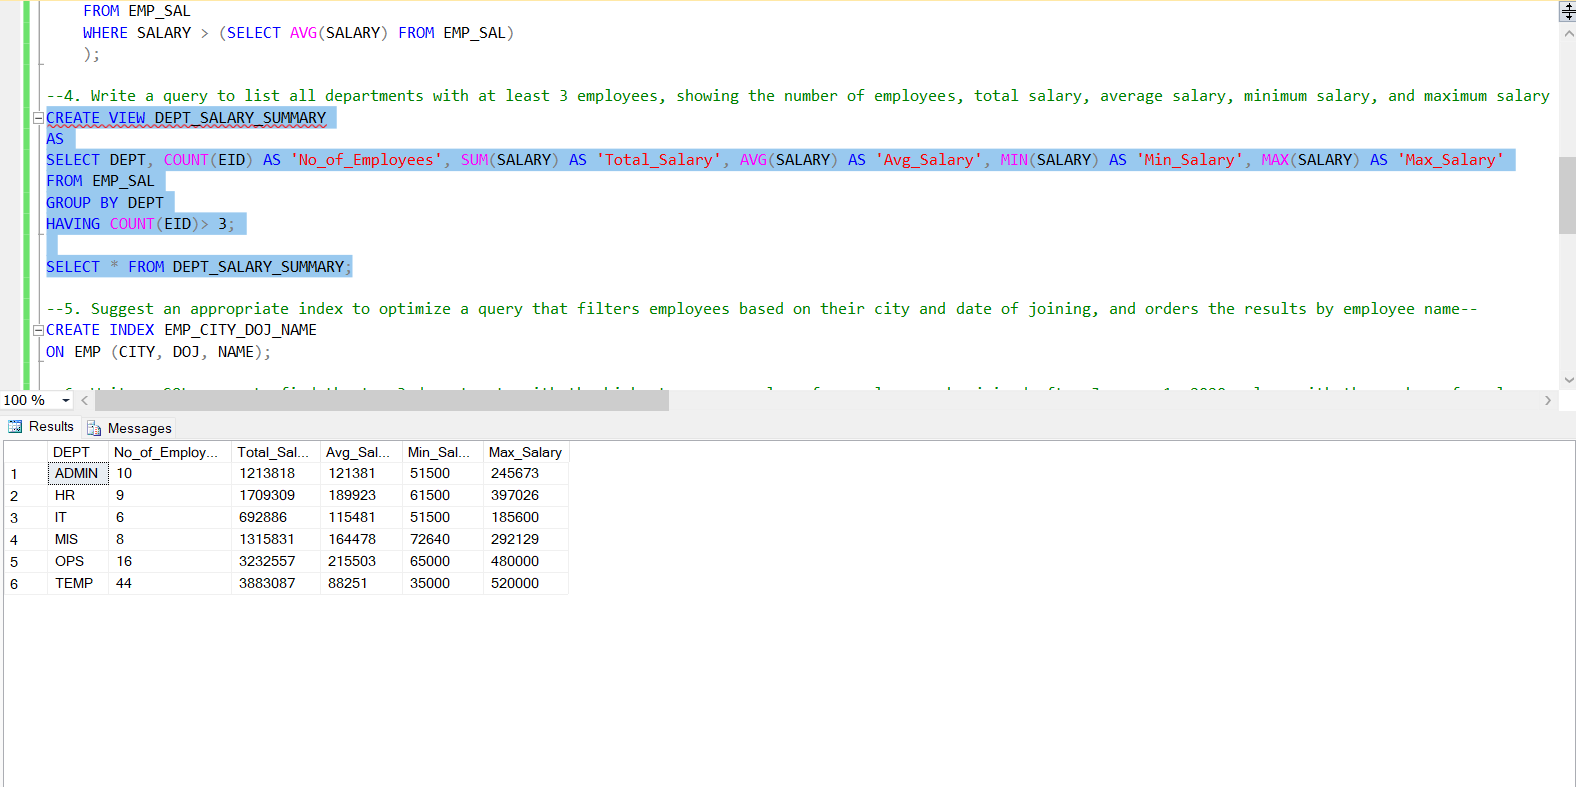 FROM EMP_SAL
WHERE SALARY > (SELECT AVG(SALARY) FROM EMP_SAL)
);
--4. Write a query to list all departments with at least 3 employees, showing the number of employees, total salary, average salary, minimum salary, and maximum salary
CREATE VIEW DEPT_SALARY_SUMMARY
AS
SELECT DEPT, COUNT(EID) AS 'No_of_Employees', SUM(SALARY) AS 'Total_Salary', AVG(SALARY) AS 'Avg_Salary', MIN(SALARY) AS 'Min_Salary', MAX(SALARY) AS 'Max_Salary'
FROM EMP_SAL
GROUP BY DEPT
HAVING COUNT(EID)> 3;
SELECT * FROM DEPT_SALARY_SUMMARY;
--5. Suggest an appropriate index to optimize a query that filters employees based on their city and date of joining, and orders the results by employee name--
CREATE INDEX EMP_CITY_DOJ_NAME
ON EMP (CITY, DOJ, NAME);
100 %
Results Messages
DEPT No_of_Employ... Total_Sal... Avg_Sal... Min_Sal... Max_Salary
1 ADMIN 10 1213818 121381 51500 245673
2 HR 9 1709309 189923 61500 397026
3 IT 6 692886 115481 51500 185600
4 MIS 8 1315831 164478 72640 292129
5 OPS 16 3232557 215503 65000 480000
6 TEMP 44 3883087 88251 35000 520000